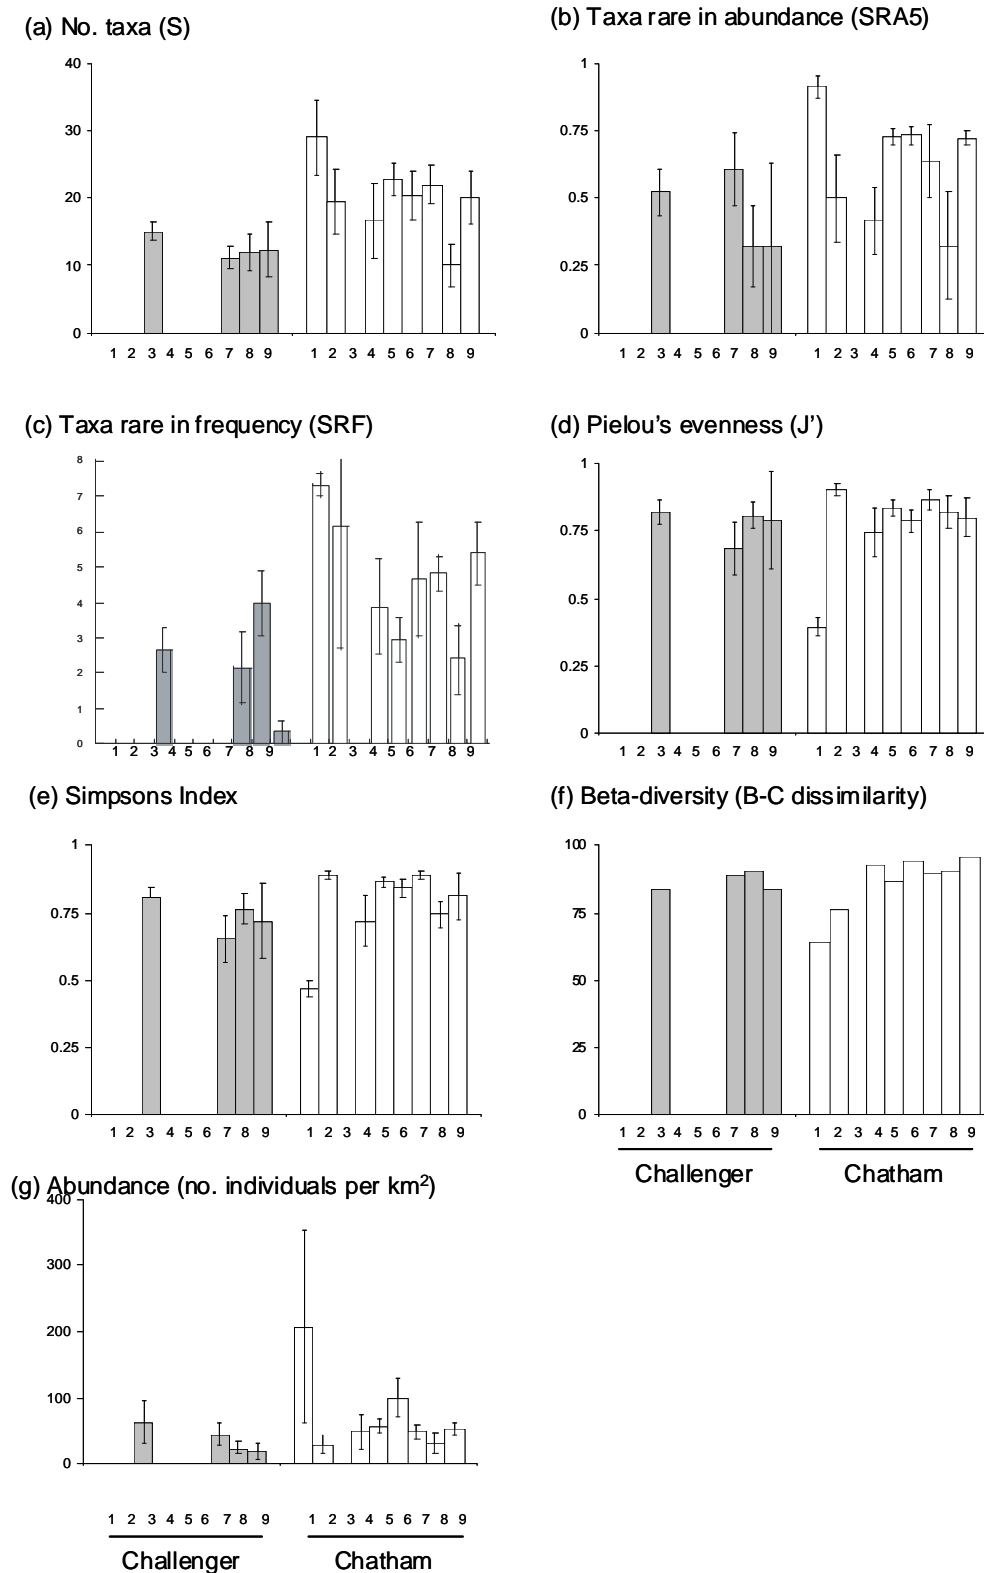 (a) No. taxa (S)
40
30
20
10
0
1 2 3 4 5 6 7 8 9 1 2 3 4 5 6 7 8 9
(b) Taxa rare in abundance (SRA5)
1
0.75
0.5
0.25
0
1 2 3 4 5 6 7 8 9 1 2 3 4 5 6 7 8 9
(c) Taxa rare in frequency (SRF)
8
7
6
5
4
3
2
1
0
1 2 3 4 5 6 7 8 9 1 2 3 4 5 6 7 8 9
(d) Pielou's evenness (J')
1
0.75
0.5
0.25
0
1 2 3 4 5 6 7 8 9 1 2 3 4 5 6 7 8 9
(e) Simpsons Index
1
0.75
0.5
0.25
0
1 2 3 4 5 6 7 8 9 1 2 3 4 5 6 7 8 9
(f) Beta-diversity (B-C dissimilarity)
100
75
50
25
0
1 2 3 4 5 6 7 8 9 1 2 3 4 5 6 7 8 9
Challenger Chatham
(g) Abundance (no. individuals per km²)
400
300
200
100
0
1 2 3 4 5 6 7 8 9 1 2 3 4 5 6 7 8 9
Challenger Chatham